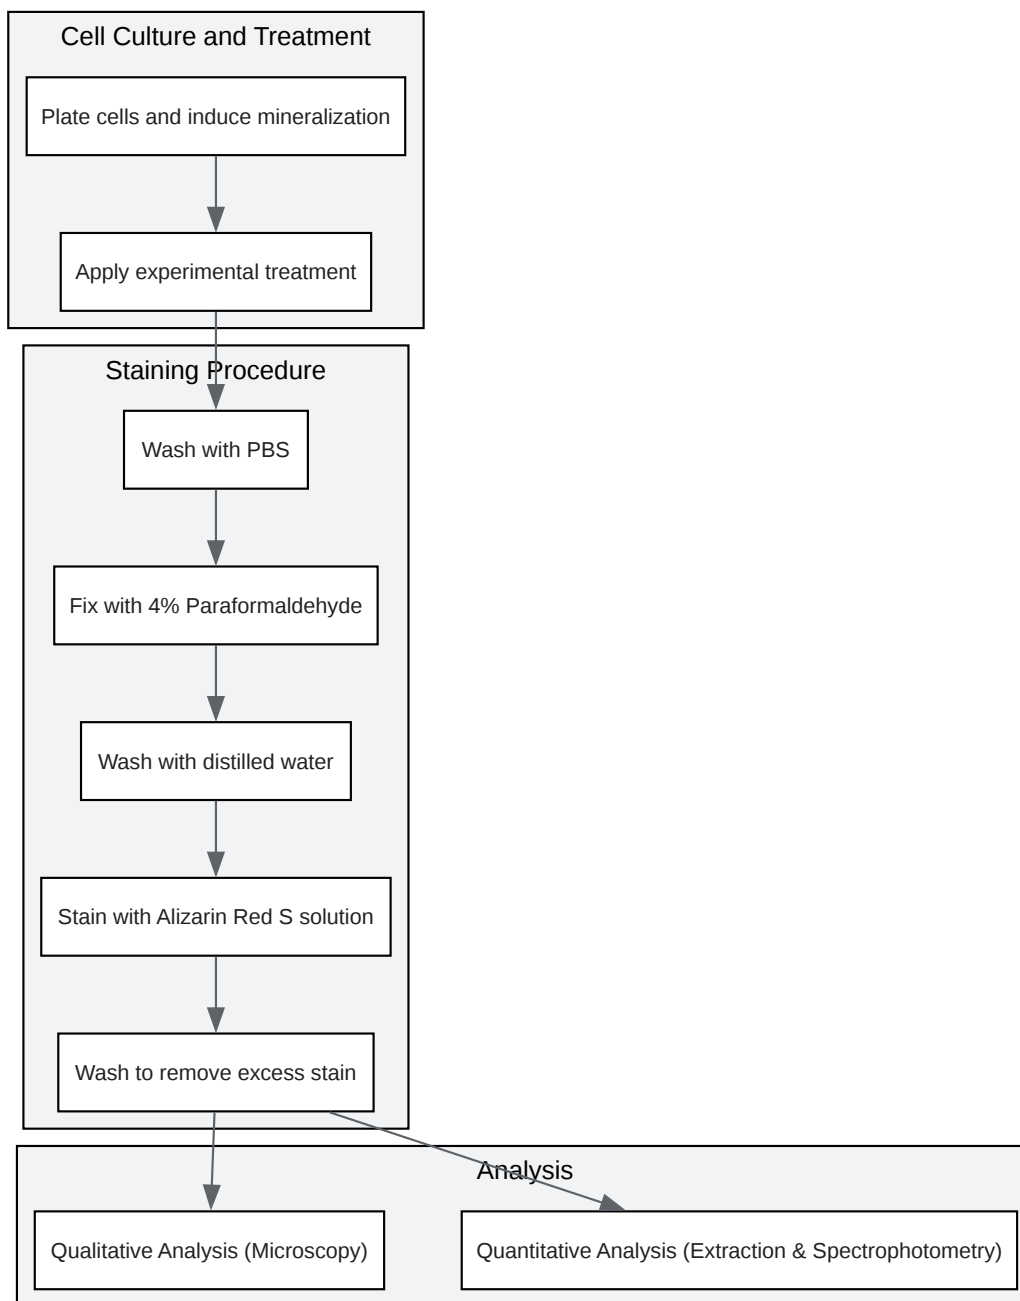 Cell Culture and Treatment
Plate cells and induce mineralization
Apply experimental treatment
Staining Procedure
Wash with PBS
Fix with 4% Paraformaldehyde
Wash with distilled water
Stain with Alizarin Red S solution
Wash to remove excess stain
Analysis
Qualitative Analysis (Microscopy)
Quantitative Analysis (Extraction & Spectrophotometry)